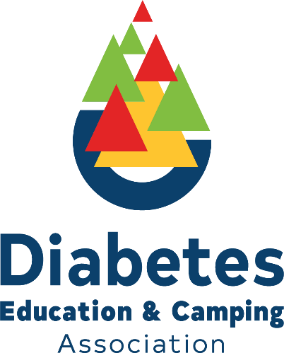 Diabetes
Education & Camping
Association